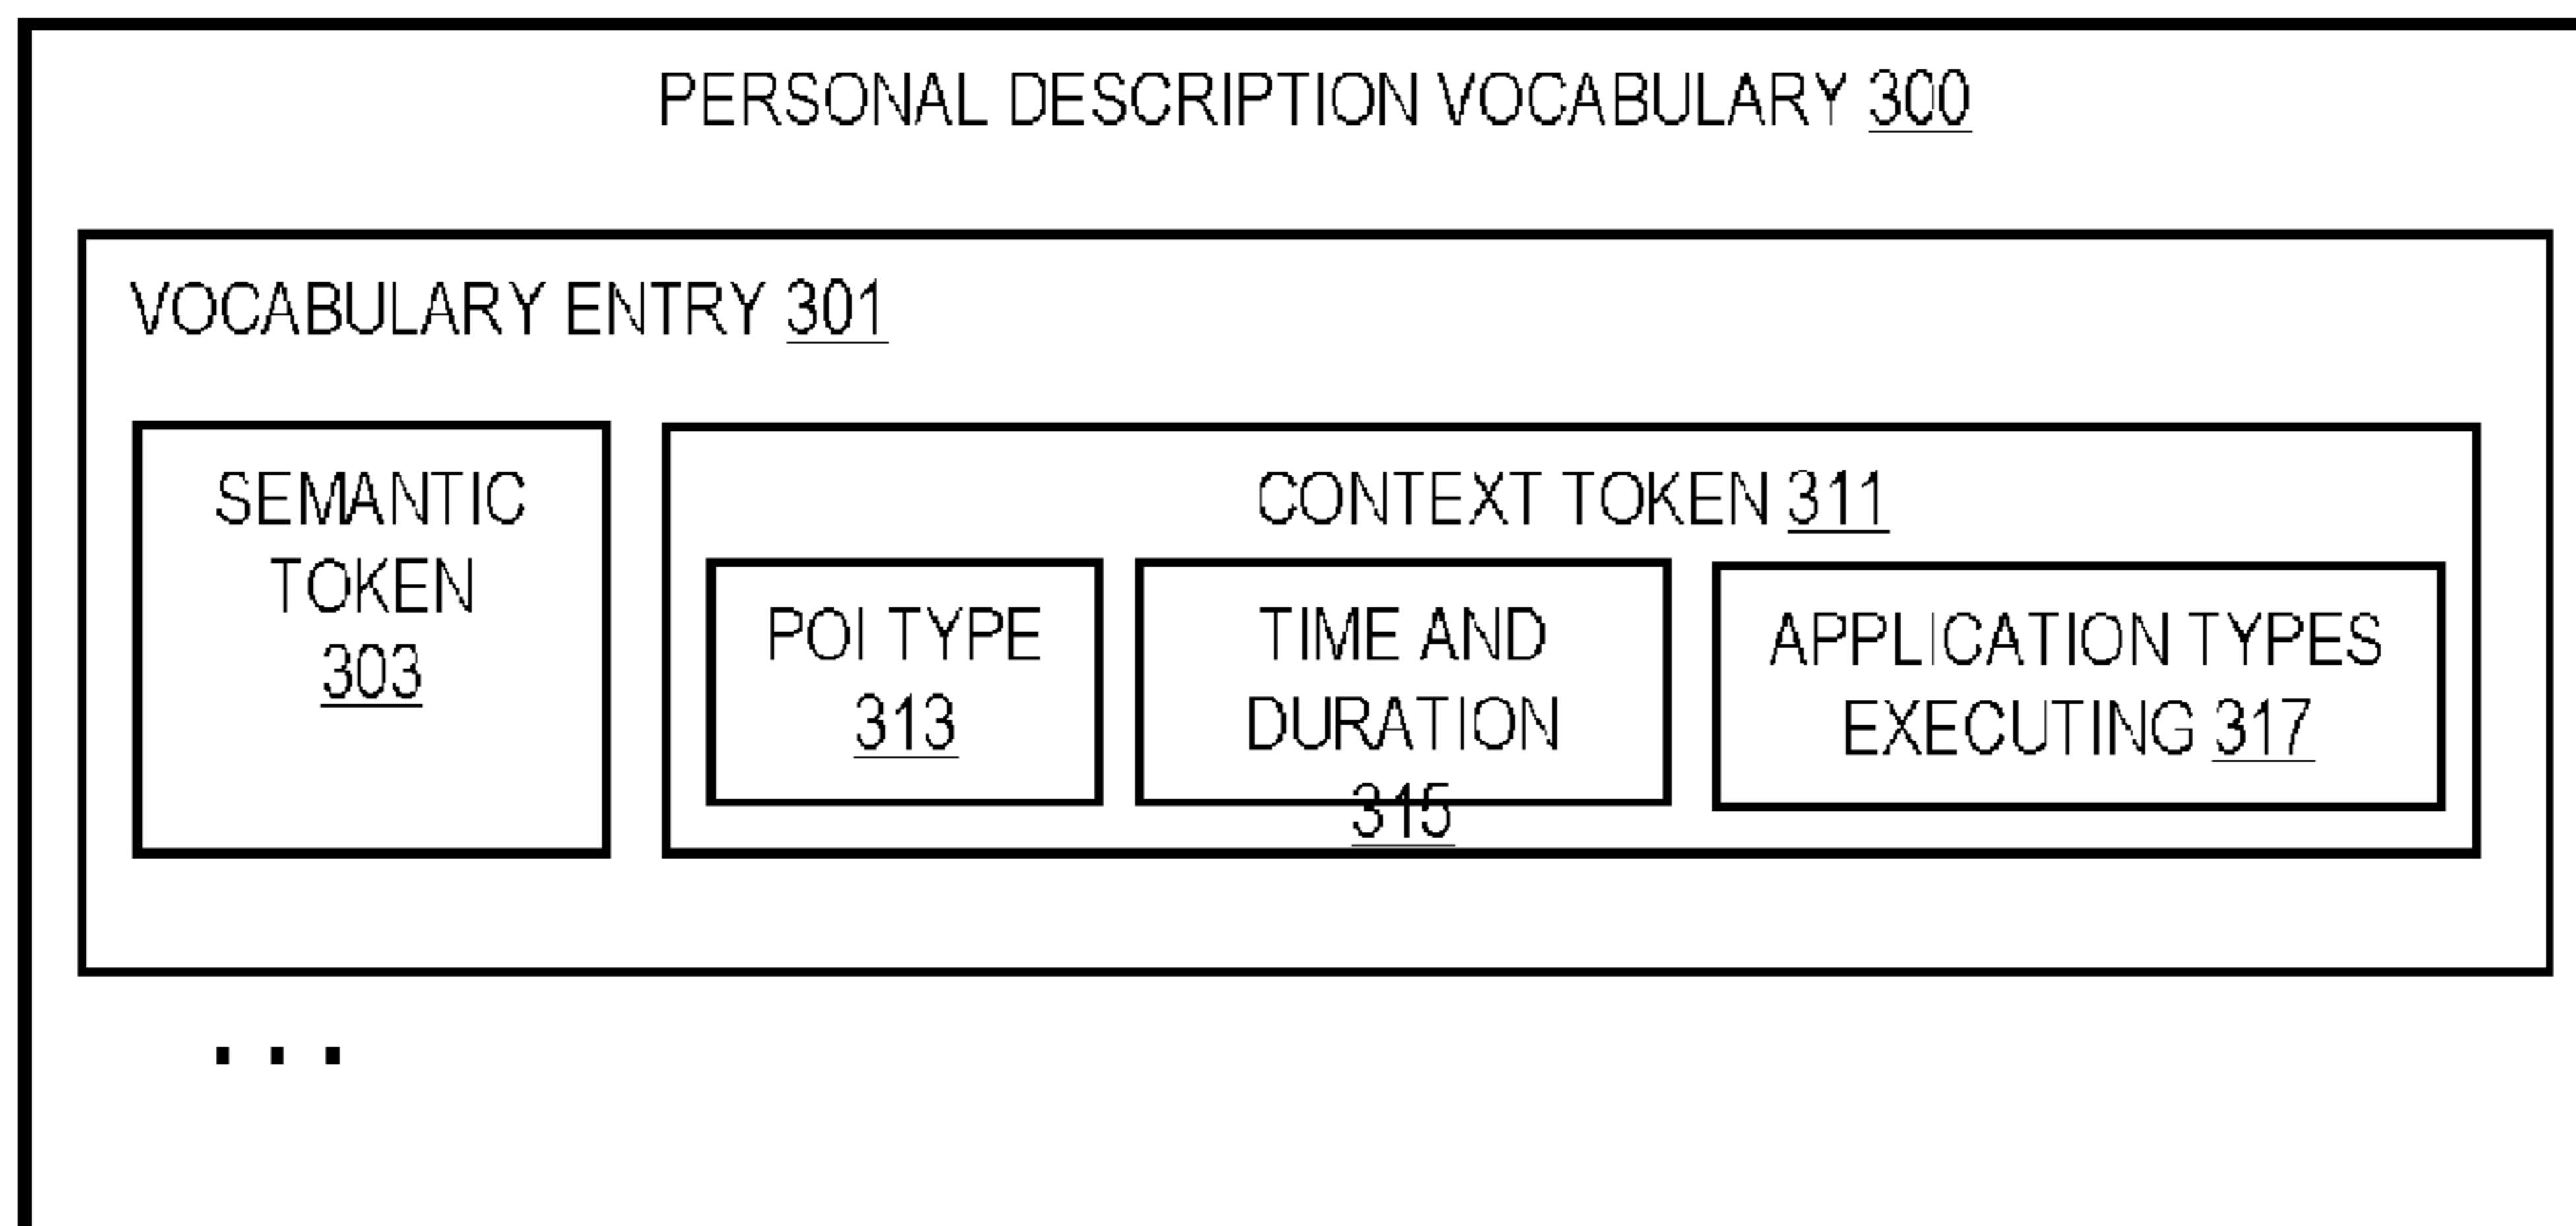 PERSONAL DESCRIPTION VOCABULARY 300
VOCABULARY ENTRY 301
SEMANTIC
TOKEN
303
CONTEXT TOKEN 311
POI TYPE
313
TIME AND
DURATION
315
APPLICATION TYPES
EXECUTING 317
. . .